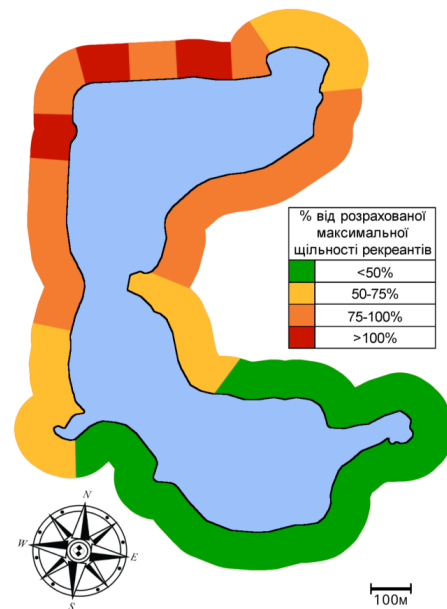 % від розрахованої
максимальної
щільності рекреантів
<50%
50-75%
75-100%
>100%
N
W
E
S
100м